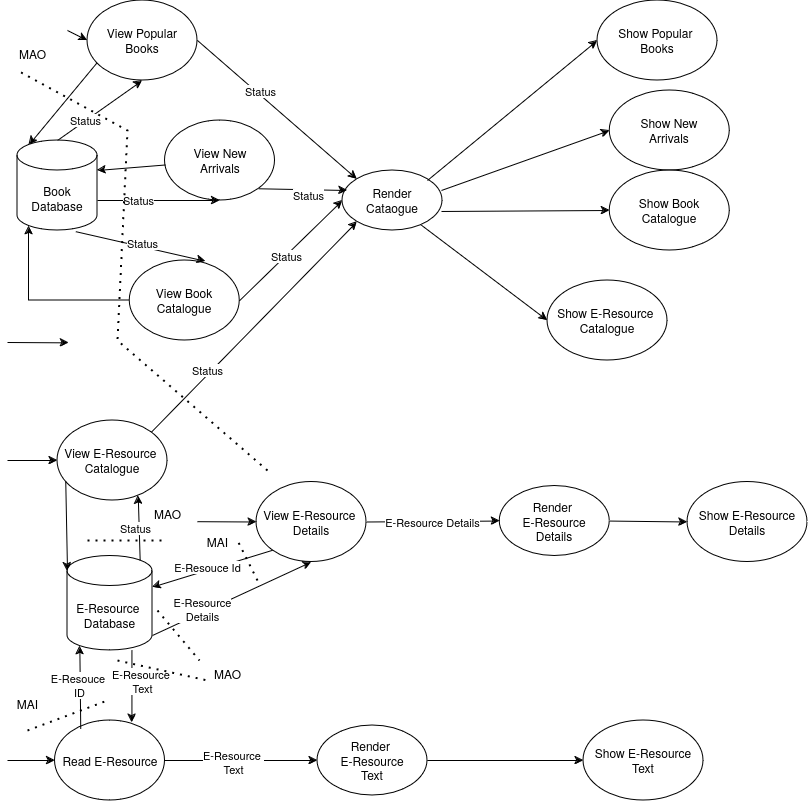 View Popular
Books
Show Popular
Books
MAO
Status
Status
View New
Arrivals
Show New
Arrivals
Book
Database
Status
Status
Render
Cataogue
Show Book
Catalogue
Status
Status
View Book
Catalogue
Show E-Resource
Catalogue
Status
View E-Resource
Catalogue
MAO
Status
View E-Resource
Details
E-Resource Details
Render
E-Resource
Details
Show E-Resource
Details
MAI
E-Resouce Id
E-Resource
Database
E-Resource
Details
E-Resouce
ID
E-Resource
Text
MAO
MAI
Read E-Resource
E-Resource
Text
Render
E-Resource
Text
Show E-Resource
Text